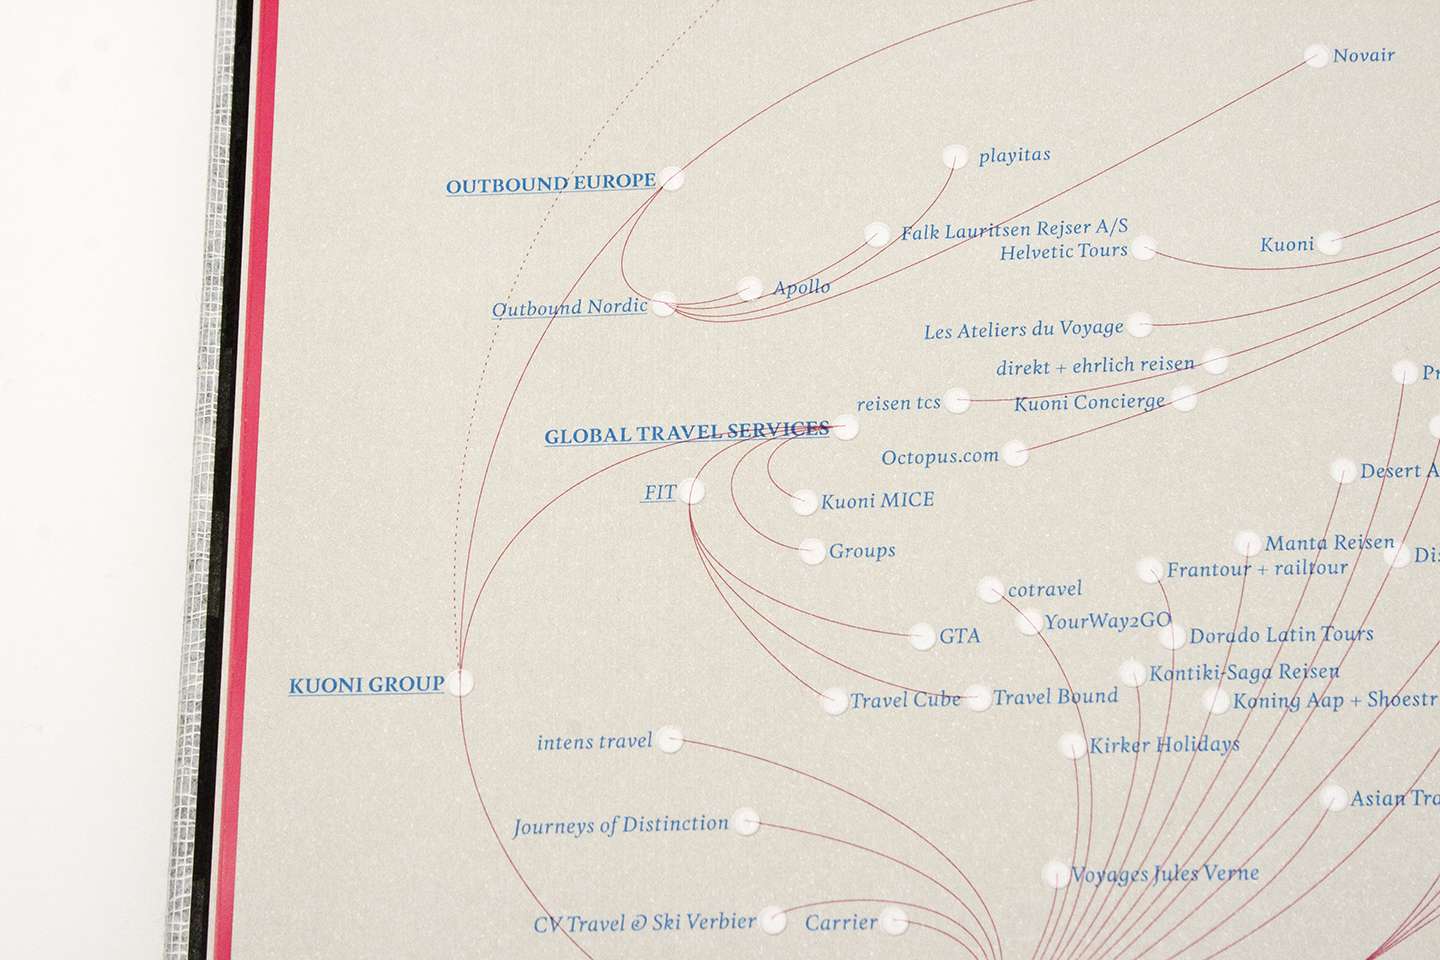 Novair
playitas
OUTBOUND EUROPE
Falk Lauritsen Rejser A/S
Helvetic Tours
Kuoni
Apollo
Outbound Nordic
Les Ateliers du Voyage
direkt + ehrlich reisen
Pr
reisen tcs
Kuoni Concierge
GLOBAL TRAVEL SERVICES
Octopus.com
Desert A
FIT
Kuoni MICE
Manta Reisen
Groups
Dis
Frantour + railtour
cotravel
YourWay2GO
GTA
Dorado Latin Tours
Kontiki-Saga Reisen
KUONI GROUP
Travel Cube
Travel Bound
Koning Aap + Shoestr
intens travel
Kirker Holidays
Asian Tra
Journeys of Distinction
Voyages Jules Verne
CV Travel & Ski Verbier
Carrier